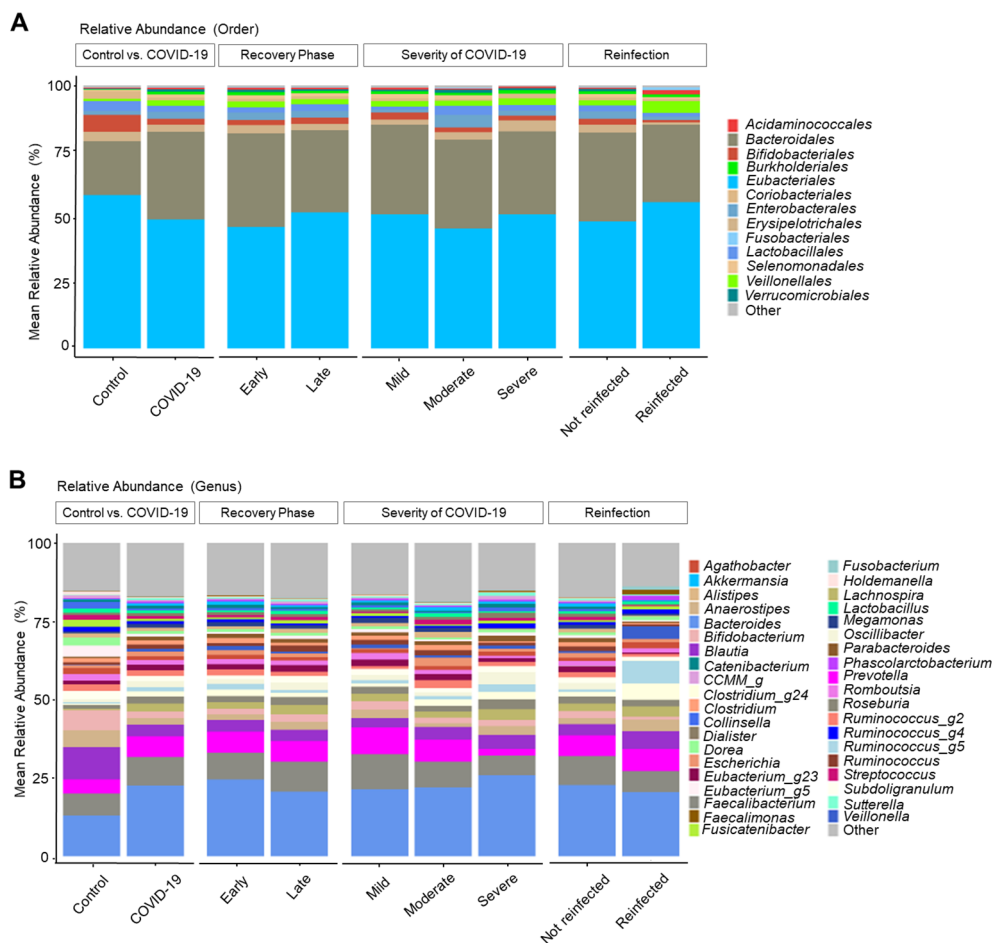 A
Relative Abundance (Order)
Control vs. COVID-19
Recovery Phase
Severity of COVID-19
Reinfection
Mean Relative Abundance (%)
100
75
50
25
0
Control
COVID-19
Early
Late
Mild
Moderate
Severe
Not reinfected
Reinfected
Acidaminococcales
Bacteroidales
Bifidobacteriales
Burkholderiales
Eubacteriales
Coriobacteriales
Enterobacterales
Erysipelotrichales
Fusobacteriales
Lactobacillales
Selenomonadales
Veillonellales
Verrucomicrobiales
Other
B
Relative Abundance (Genus)
Control vs. COVID-19
Recovery Phase
Severity of COVID-19
Reinfection
Mean Relative Abundance (%)
100
75
50
25
0
Control
COVID-19
Early
Late
Mild
Moderate
Severe
Not reinfected
Reinfected
Agathobacter
Akkermansia
Alistipes
Anaerostipes
Bacteroides
Bifidobacterium
Blautia
Catenibacterium
CCMM_g
Clostridium_g24
Clostridium
Collinsella
Dialister
Dorea
Escherichia
Eubacterium_g23
Eubacterium_g5
Faecalibacterium
Faecalimonas
Fusicatenibacter
Fusobacterium
Holdemanella
Lachnospira
Lactobacillus
Megamonas
Oscillibacter
Parabacteroides
Phascolarctobacterium
Prevotella
Romboutsia
Roseburia
Ruminococcus_g2
Ruminococcus_g4
Ruminococcus_g5
Ruminococcus
Streptococcus
Subdoligranulum
Sutterella
Veillonella
Other